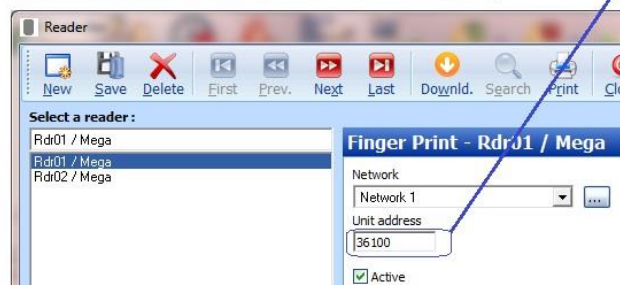 Reader
New Save Delete First Prev. Next Last Downld. Search Print
Select a reader :
Rdr01 / Mega
Rdr01 / Mega
Rdr02 / Mega
Finger Print - Rdr01 / Mega
Network
Network 1
...
Unit address
36100
Active